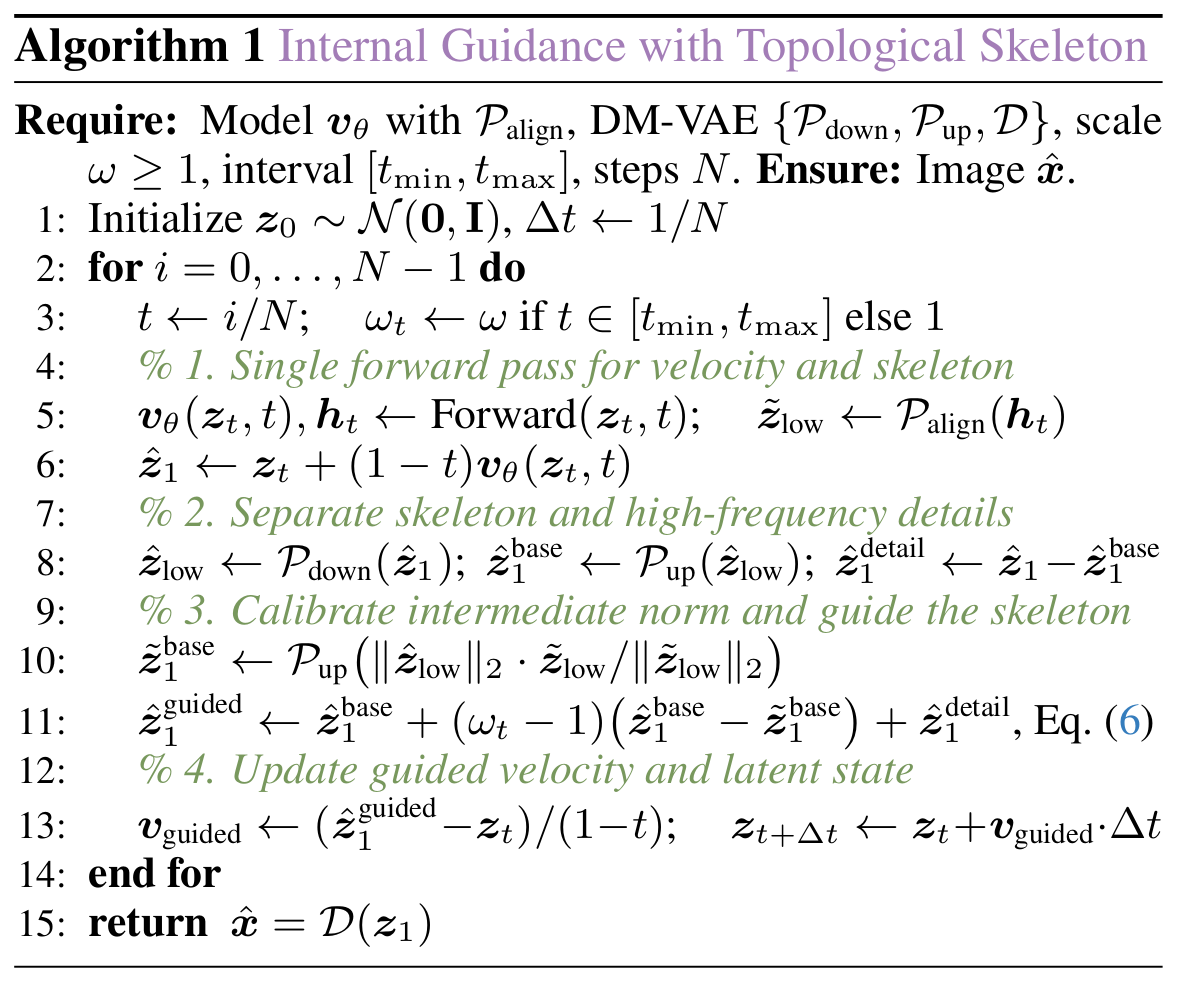 Algorithm 1 Internal Guidance with Topological Skeleton
Require: Model 𝒗_θ with 𝒫_align, DM-VAE {𝒫_down, 𝒫_up, 𝒟}, scale
ω ≥ 1, interval [t_min, t_max], steps N. Ensure: Image x̂.
1: Initialize z_0 ∼ 𝒩(0, I), Δt ← 1/N
2: for i = 0, . . . , N − 1 do
3: t ← i/N; ω_t ← ω if t ∈ [t_min, t_max] else 1
4: % 1. Single forward pass for velocity and skeleton
5: 𝒗_θ(z_t, t), h_t ← Forward(z_t, t); z̃_low ← 𝒫_align(h_t)
6: ẑ_1 ← z_t + (1 − t)𝒗_θ(z_t, t)
7: % 2. Separate skeleton and high-frequency details
8: ẑ_low ← 𝒫_down(ẑ_1); ẑ_1^base ← 𝒫_up(ẑ_low); ẑ_1^detail ← ẑ_1 − ẑ_1^base
9: % 3. Calibrate intermediate norm and guide the skeleton
10: z̃_1^base ← 𝒫_up(‖ẑ_low‖_2 · z̃_low/‖z̃_low‖_2)
11: ẑ_1^guided ← ẑ_1^base + (ω_t − 1)(ẑ_1^base − z̃_1^base) + ẑ_1^detail, Eq. (6)
12: % 4. Update guided velocity and latent state
13: 𝒗_guided ← (ẑ_1^guided − z_t)/(1−t); z_{t+Δt} ← z_t + 𝒗_guided · Δt
14: end for
15: return x̂ = 𝒟(z_1)